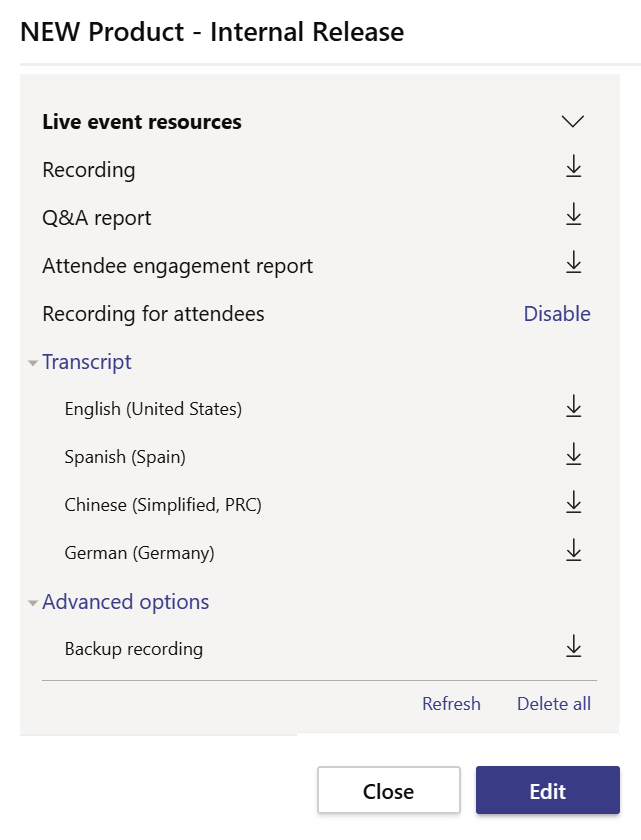 NEW Product - Internal Release
Live event resources
Recording
Q&A report
Attendee engagement report
Recording for attendees Disable
Transcript
English (United States)
Spanish (Spain)
Chinese (Simplified, PRC)
German (Germany)
Advanced options
Backup recording
Refresh Delete all
Close Edit